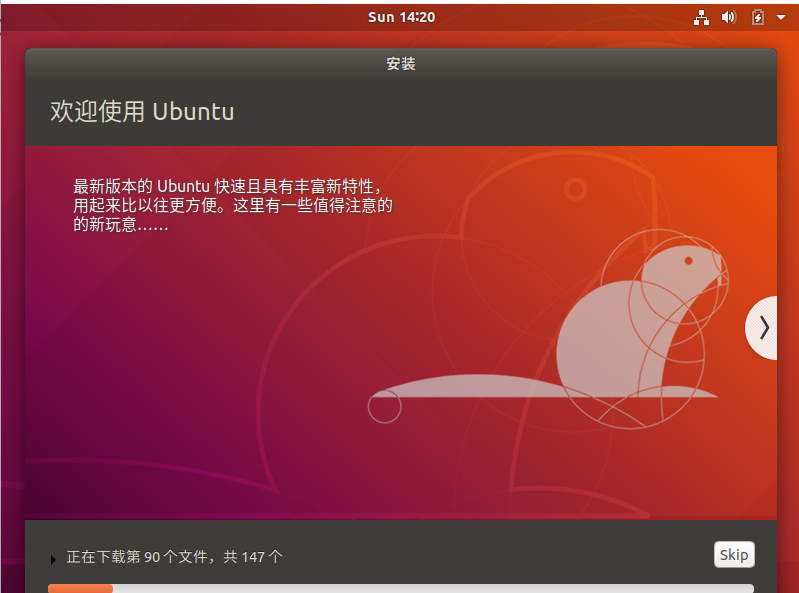 Sun 14:20
安装
欢迎使用 Ubuntu
最新版本的 Ubuntu 快速且具有丰富新特性，
用起来比以往更方便。这里有一些值得注意的
的新玩意……
正在下载第 90 个文件，共 147 个
Skip